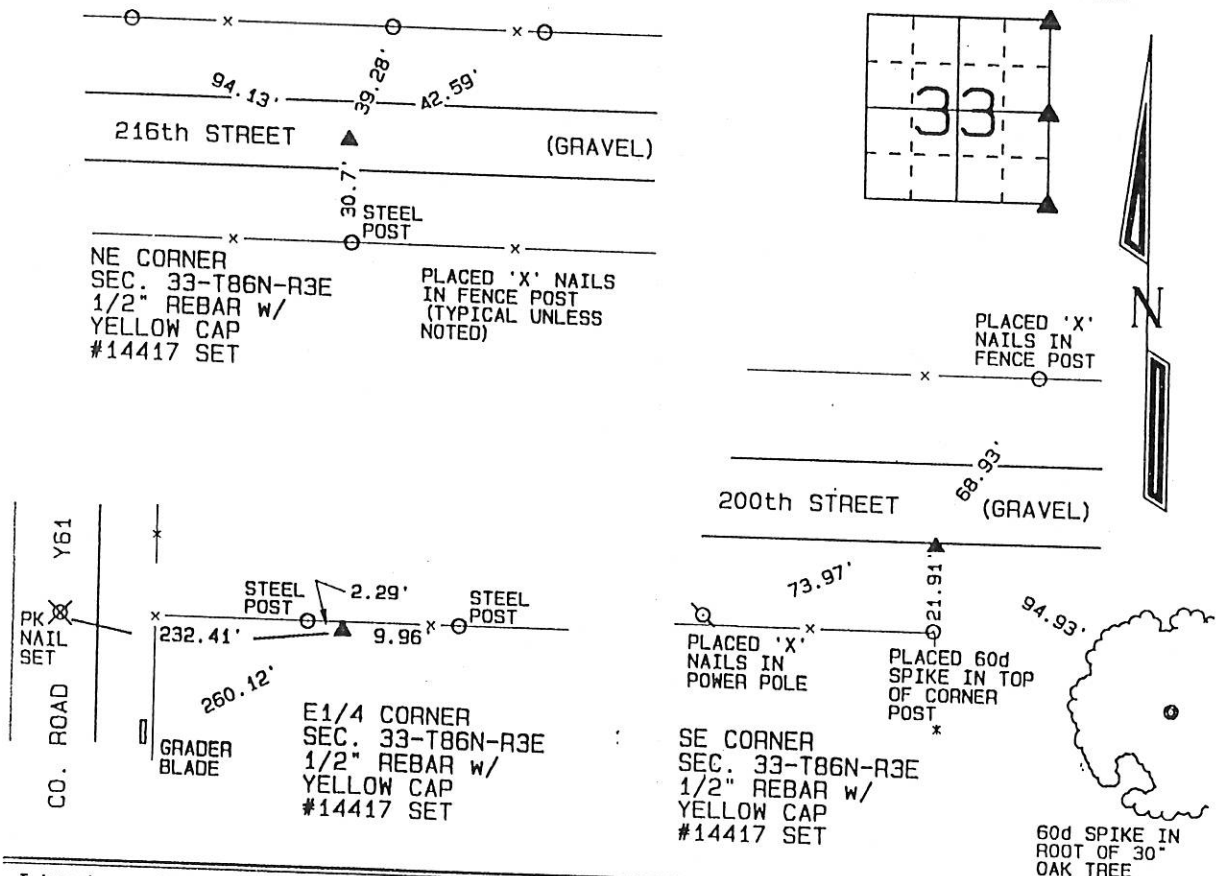 94.13'
39.28'
42.59'
216th STREET
(GRAVEL)
30.7'
STEEL
POST
NE CORNER
SEC. 33-T86N-R3E
1/2" REBAR w/
YELLOW CAP
#14417 SET
PLACED 'X' NAILS
IN FENCE POST
(TYPICAL UNLESS
NOTED)
33
N
PLACED 'X'
NAILS IN
FENCE POST
68.93'
200th STREET
(GRAVEL)
73.97'
21.91'
94.93'
PLACED 'X'
NAILS IN
POWER POLE
PLACED 60d
SPIKE IN TOP
OF CORNER
POST
*
SE CORNER
SEC. 33-T86N-R3E
1/2" REBAR w/
YELLOW CAP
#14417 SET
60d SPIKE IN
ROOT OF 30"
OAK TREE
CO. ROAD Y61
PK
NAIL
SET
STEEL
POST
2.29'
STEEL
POST
232.41'
9.96
260.12'
GRADER
BLADE
E1/4 CORNER
SEC. 33-T86N-R3E
1/2" REBAR w/
YELLOW CAP
#14417 SET